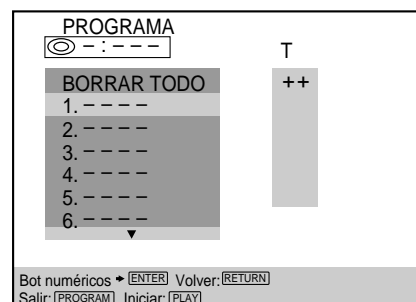 PROGRAMA
– : – – –
T
BORRAR TODO
++
1. – – – –
2. – – – –
3. – – – –
4. – – – –
5. – – – –
6. – – – –
Bot numéricos ENTER Volver: RETURN
Salir: PROGRAM Iniciar: PLAY